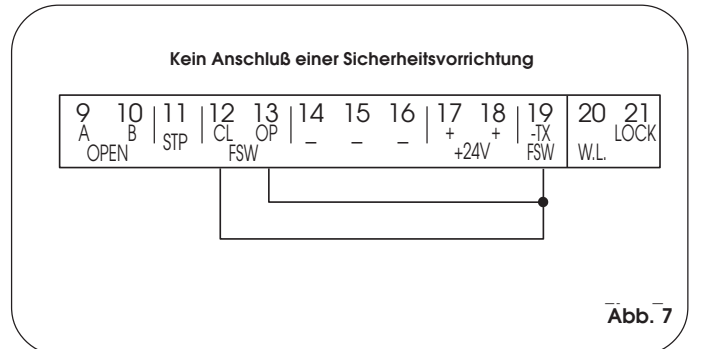 Kein Anschluß einer Sicherheitsvorrichtung
9 10 11 12 13 14 15 16 17 18 19 20 21
A B STP CL OP – – – + + -TX LOCK
OPEN FSW +24V FSW W.L.
Abb. 7